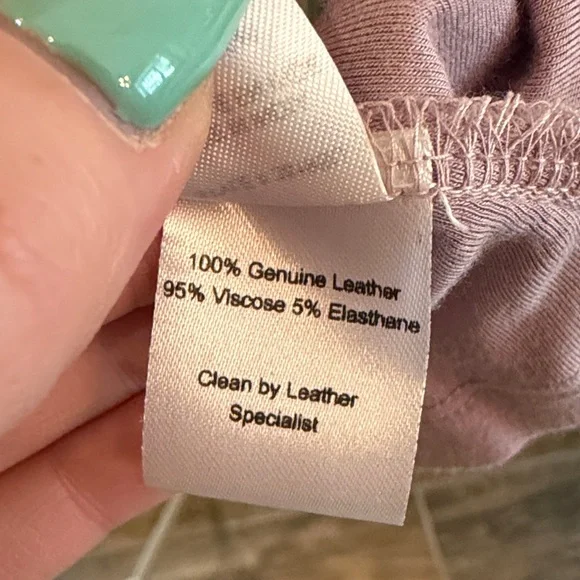 100% Genuine Leather
95% Viscose 5% Elasthane
Clean by Leather
Specialist